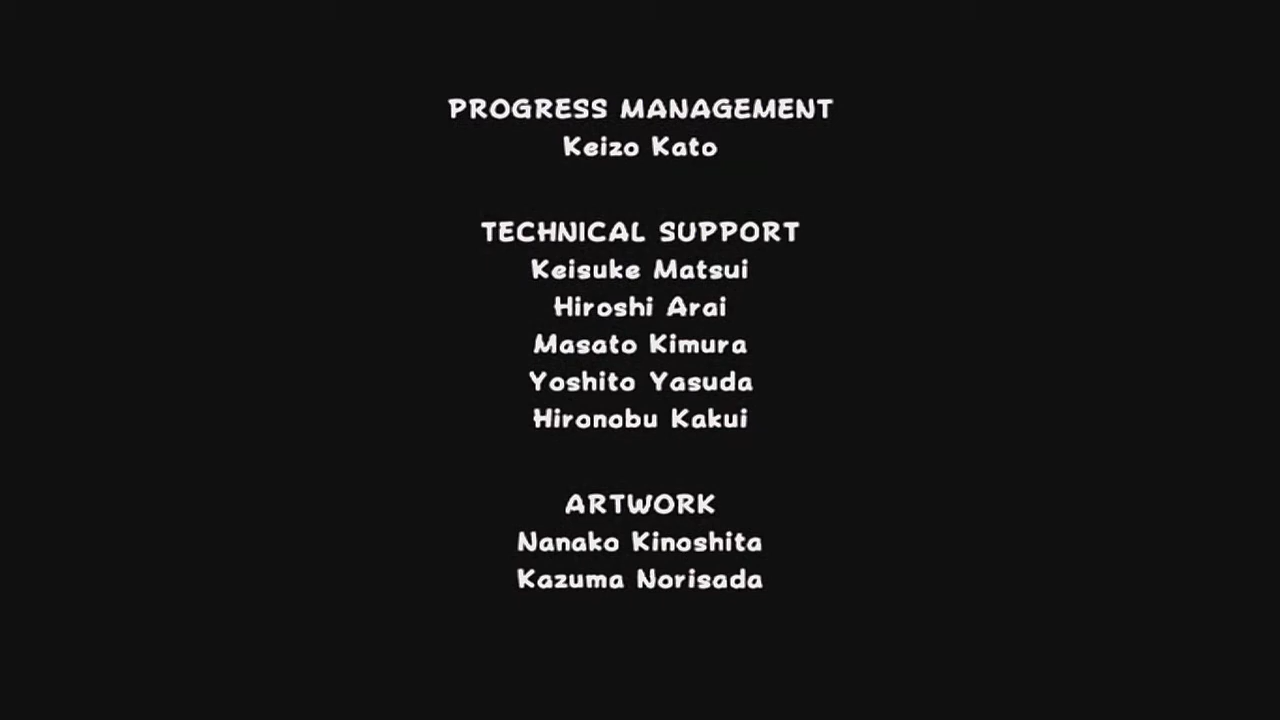 PROGRESS MANAGEMENT
Keizo Kato
TECHNICAL SUPPORT
Keisuke Matsui
Hiroshi Arai
Masato Kimura
Yoshito Yasuda
Hironobu Kakui
ARTWORK
Nanako Kinoshita
Kazuma Norisada